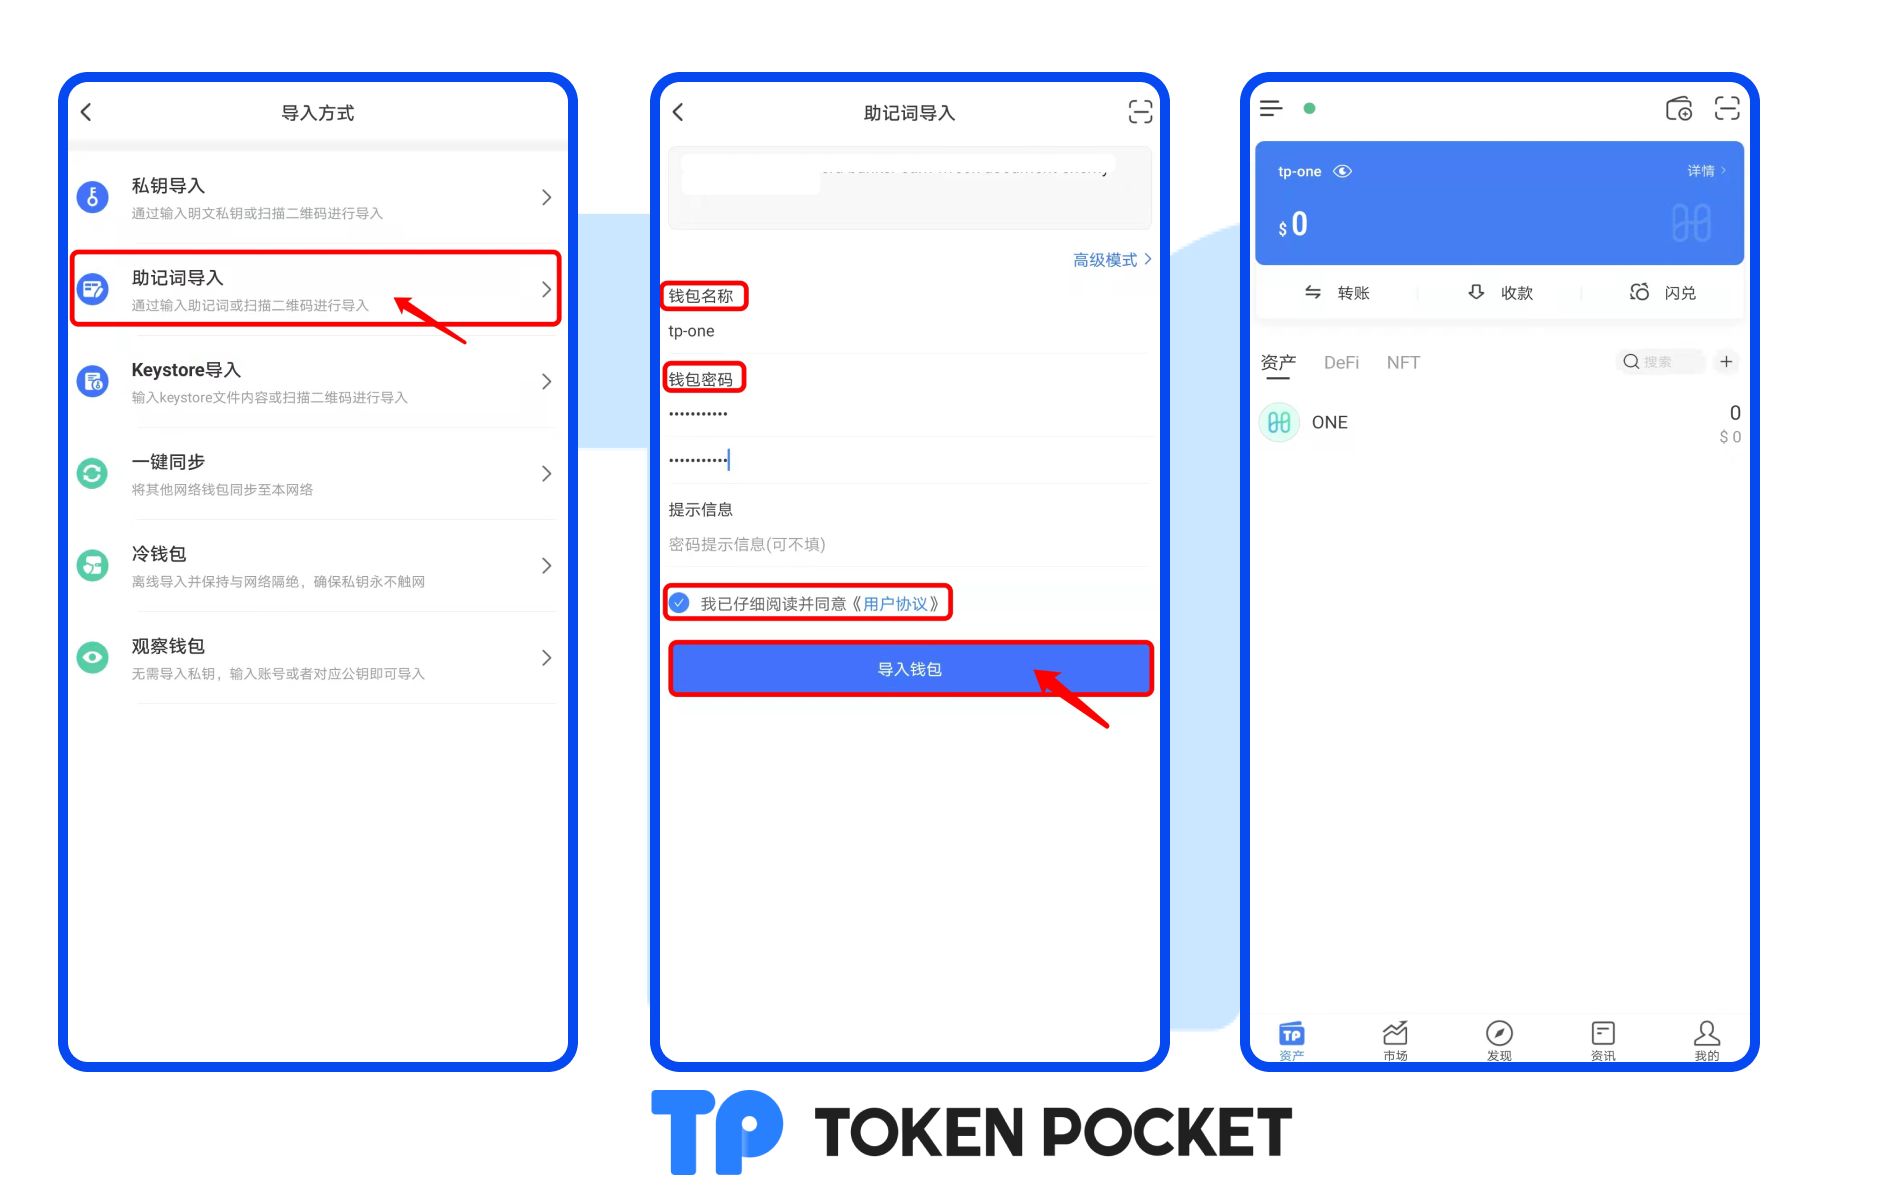 导入方式
私钥导入
通过输入明文私钥或扫描二维码进行导入
助记词导入
通过输入助记词或扫描二维码进行导入
Keystore导入
输入keystore文件内容或扫描二维码进行导入
一键同步
将其他网络钱包同步至本网络
冷钱包
离线导入并保持与网络隔绝，确保私钥永不触网
观察钱包
无需导入私钥，输入账号或者对应公钥即可导入
助记词导入
高级模式
钱包名称
tp-one
钱包密码
•••••••••••
•••••••••••
提示信息
密码提示信息(可不填)
我已仔细阅读并同意《用户协议》
导入钱包
tp-one 详情
$ 0
转账 收款 闪兑
资产 DeFi NFT 搜索
ONE 0
$ 0
TP
资产 市场 发现 资讯 我的
TP TOKEN POCKET